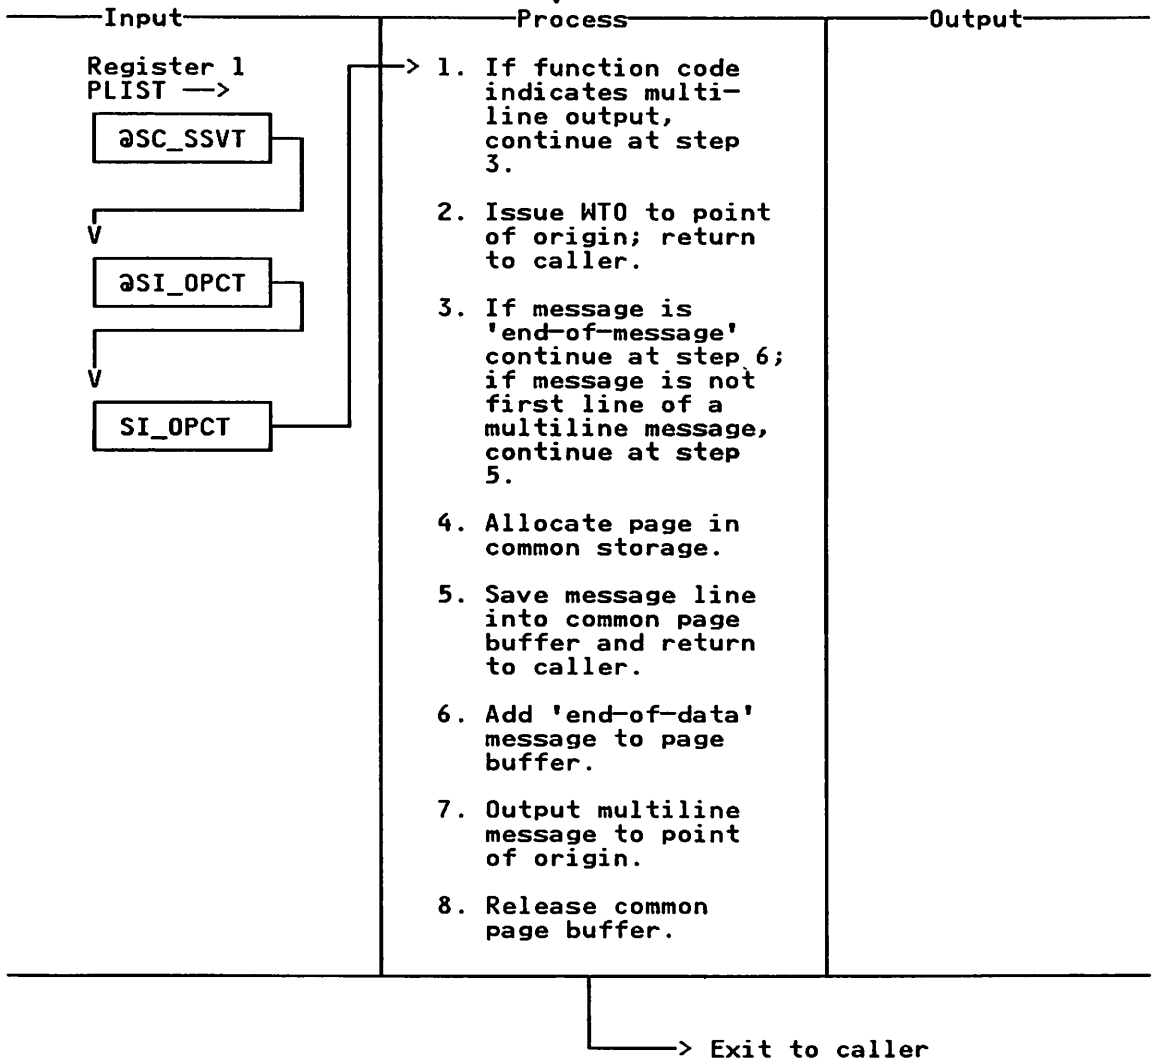 Input
Process
Output
Register 1
PLIST —>
@SC_SSVT
V
@SI_OPCT
V
SI_OPCT
> 1. If function code
indicates multi-
line output,
continue at step
3.
2. Issue WTO to point
of origin; return
to caller.
3. If message is
'end-of-message'
continue at step 6;
if message is not
first line of a
multiline message,
continue at step
5.
4. Allocate page in
common storage.
5. Save message line
into common page
buffer and return
to caller.
6. Add 'end-of-data'
message to page
buffer.
7. Output multiline
message to point
of origin.
8. Release common
page buffer.
> Exit to caller